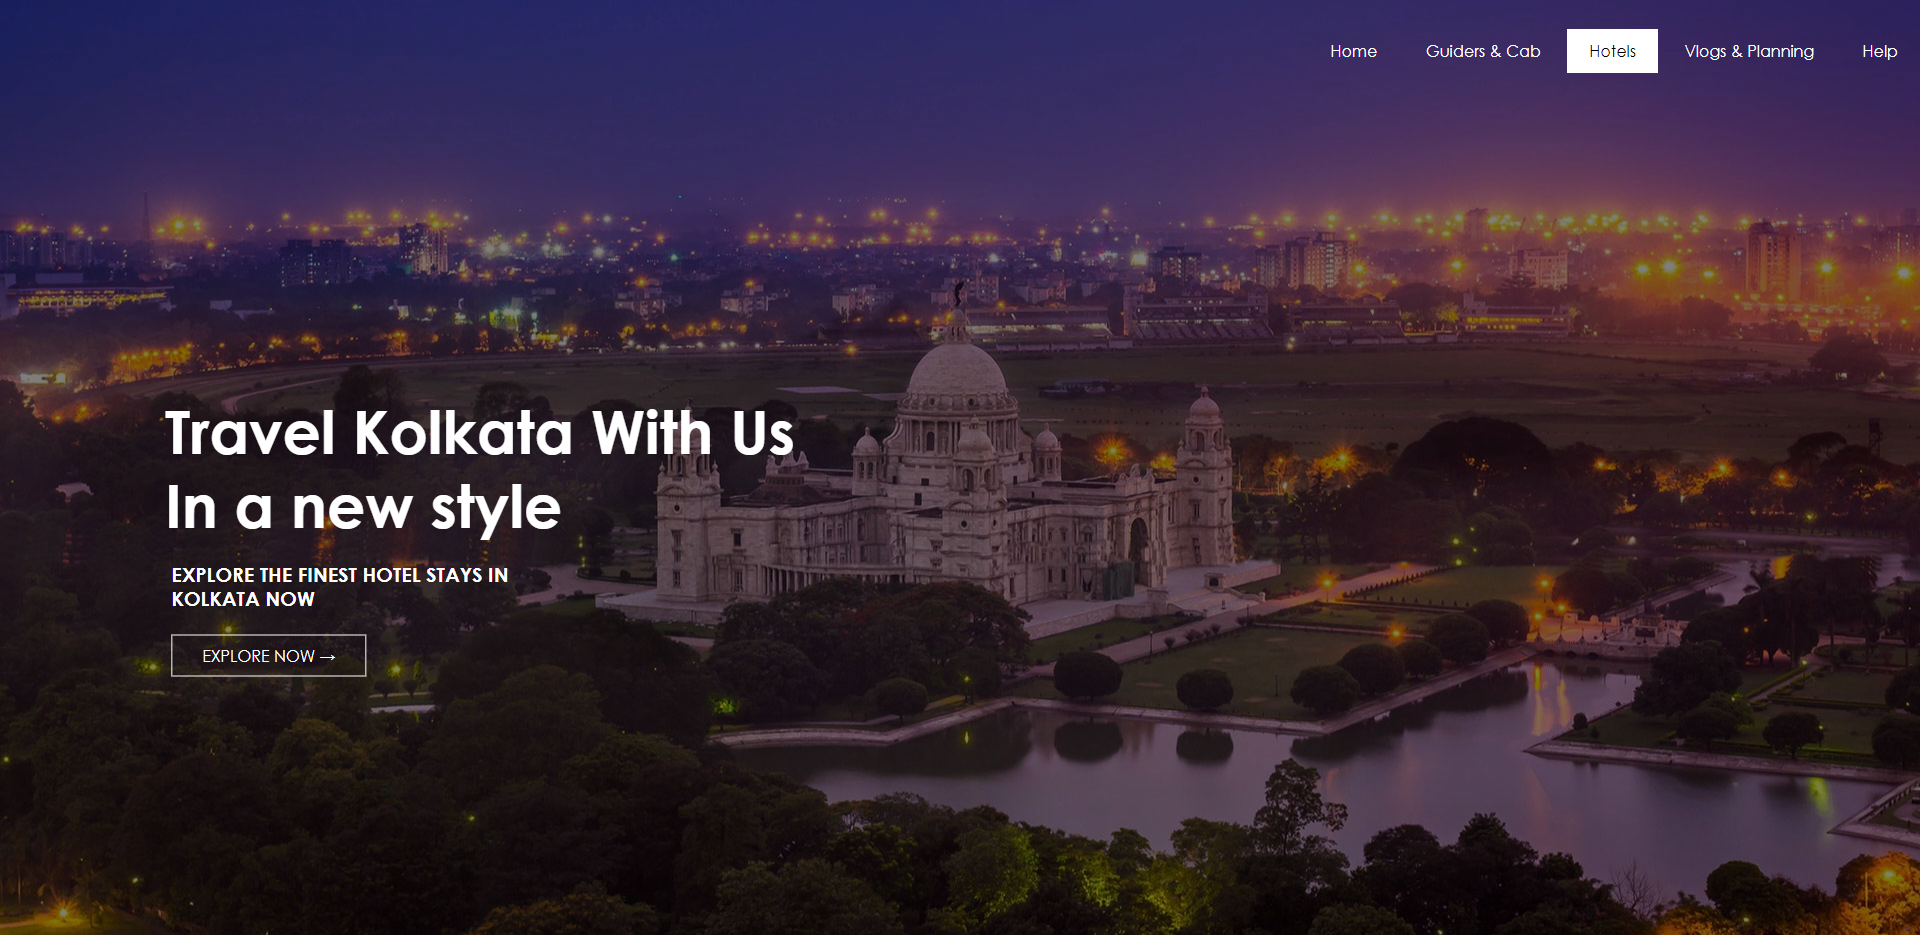 Home Guiders & Cab Hotels Vlogs & Planning Help
Travel Kolkata With Us
In a new style
EXPLORE THE FINEST HOTEL STAYS IN
KOLKATA NOW
EXPLORE NOW →